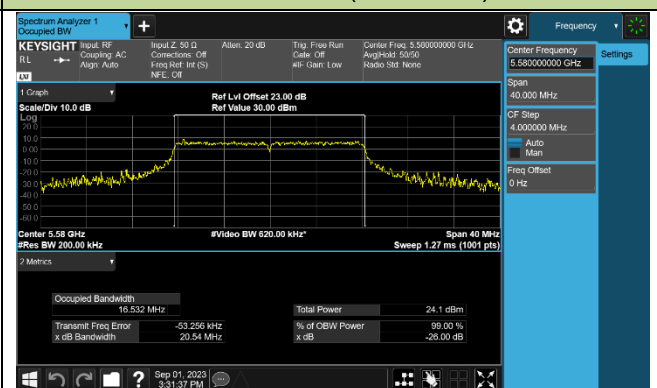 Spectrum Analyzer 1
Occupied BW
+
Frequency
KEYSIGHT
RL
LXI
Input: RF
Coupling: AC
Align: Auto
Input Z: 50 Ω
Corrections: Off
Freq Ref: Int (S)
NFE: Off
Atten: 20 dB
Trig: Free Run
Gate: Off
#IF Gain: Low
Center Freq: 5.580000000 GHz
Avg|Hold: 50/50
Radio Std: None
Center Frequency
5.580000000 GHz
Settings
Span
40.000 MHz
CF Step
4.000000 MHz
Auto
Man
Freq Offset
0 Hz
1 Graph
Scale/Div 10.0 dB
Ref Lvl Offset 23.00 dB
Ref Value 30.00 dBm
Log
20.0
10.0
0.00
-10.0
-20.0
-30.0
-40.0
-50.0
-60.0
Center 5.58 GHz
#Res BW 200.00 kHz
#Video BW 620.00 kHz*
Span 40 MHz
Sweep 1.27 ms (1001 pts)
2 Metrics
Occupied Bandwidth
16.532 MHz
Total Power 24.1 dBm
Transmit Freq Error -53.256 kHz
% of OBW Power 99.00 %
x dB Bandwidth 20.54 MHz
x dB -26.00 dB
?
Sep 01, 2023
3:31:37 PM